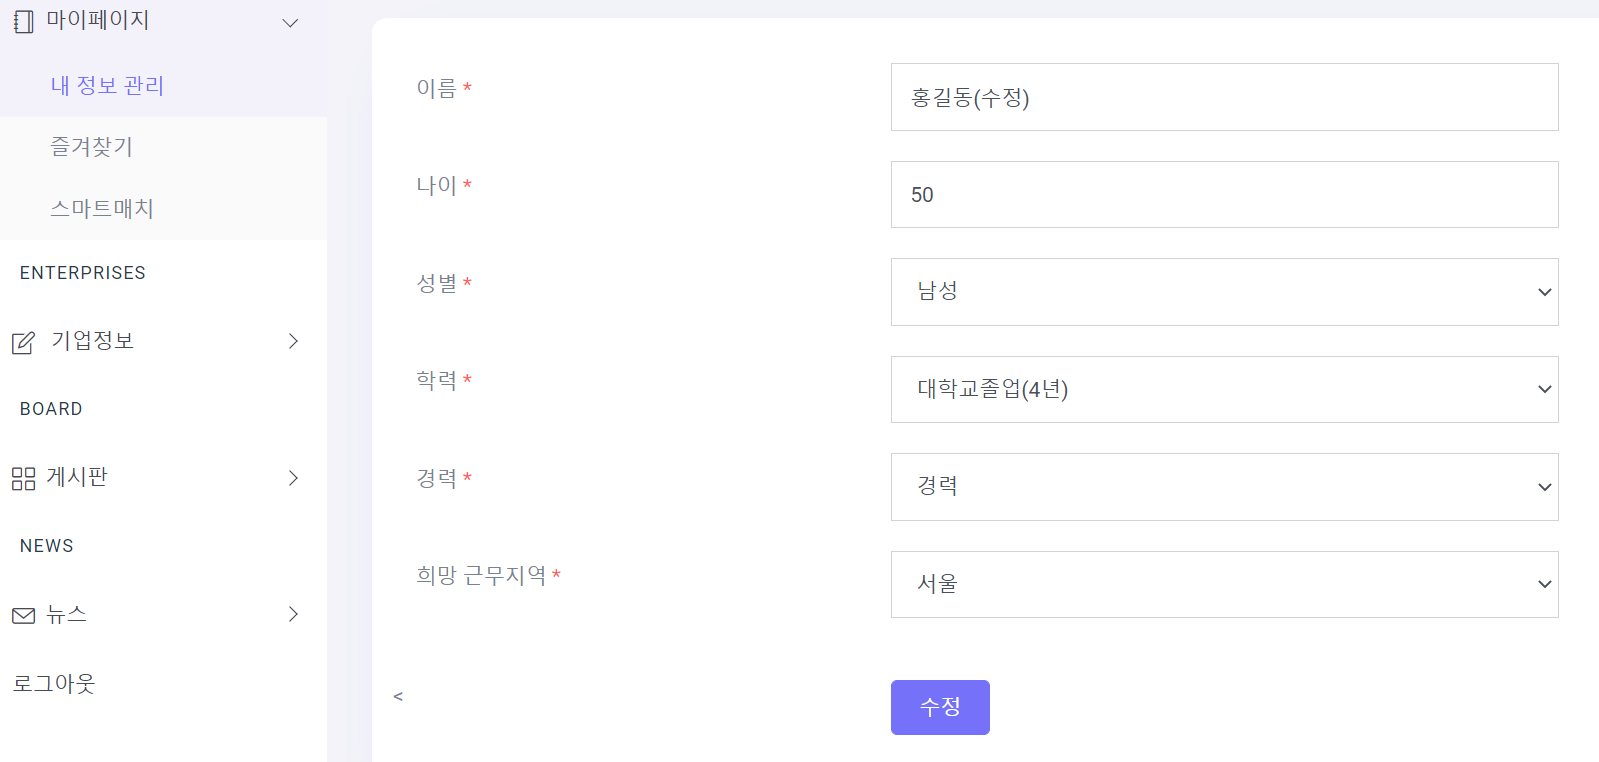 마이페이지
내 정보 관리
즐겨찾기
스마트매치
ENTERPRISES
기업정보
BOARD
게시판
NEWS
뉴스
로그아웃
이름 *
홍길동(수정)
나이 *
50
성별 *
남성
학력 *
대학교졸업(4년)
경력 *
경력
희망 근무지역 *
서울
<
수정